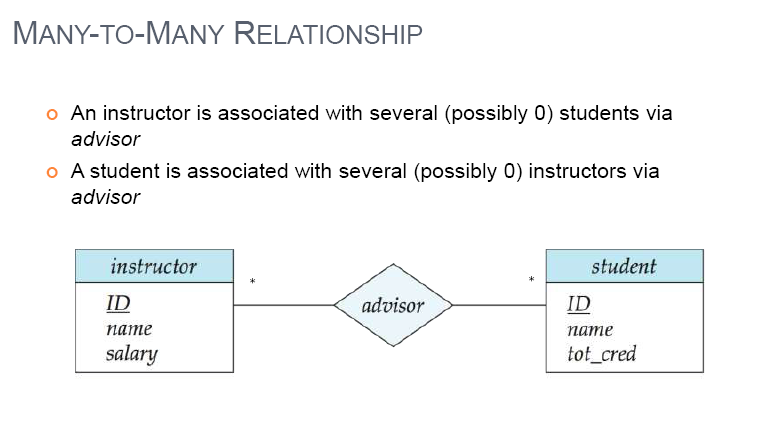 MANY-TO-MANY RELATIONSHIP
An instructor is associated with several (possibly 0) students via
advisor
A student is associated with several (possibly 0) instructors via
advisor
instructor
ID
name
salary
*
advisor
*
student
ID
name
tot_cred